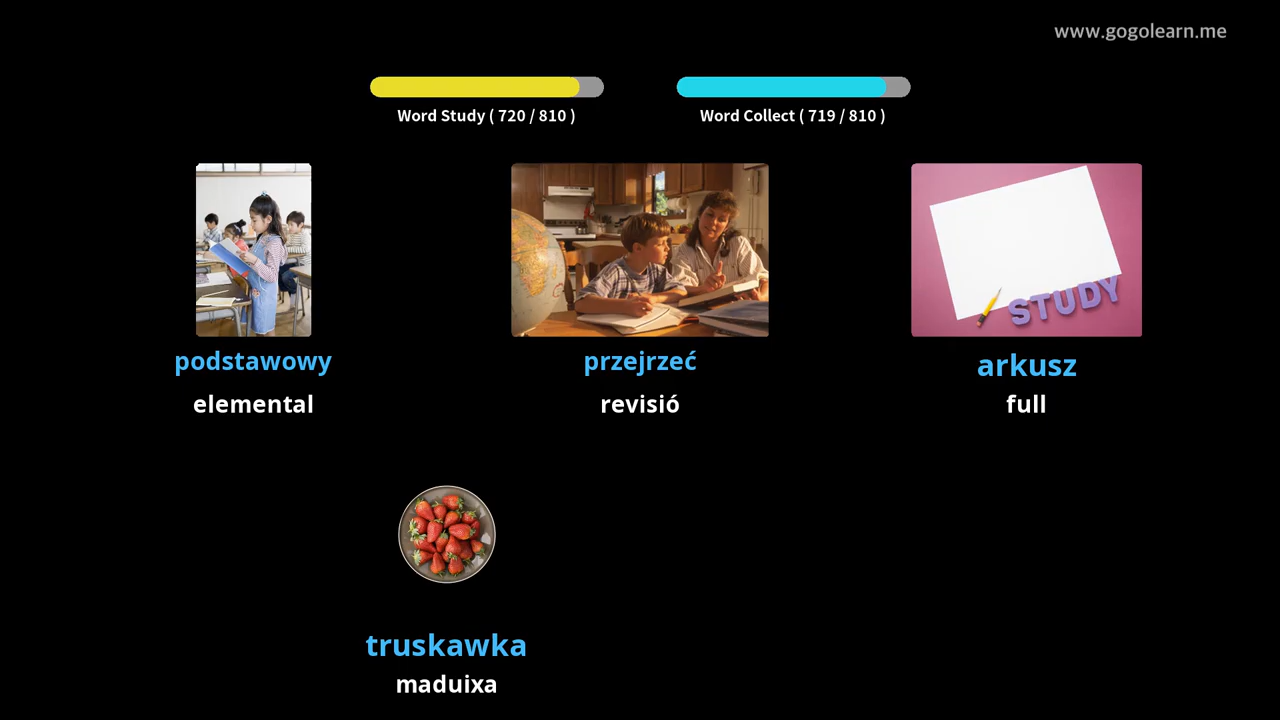 www.gogolearn.me
Word Study ( 720 / 810 )
Word Collect ( 719 / 810 )
podstawowy
elemental
przejrzeć
revisió
STUDY
arkusz
full
truskawka
maduixa